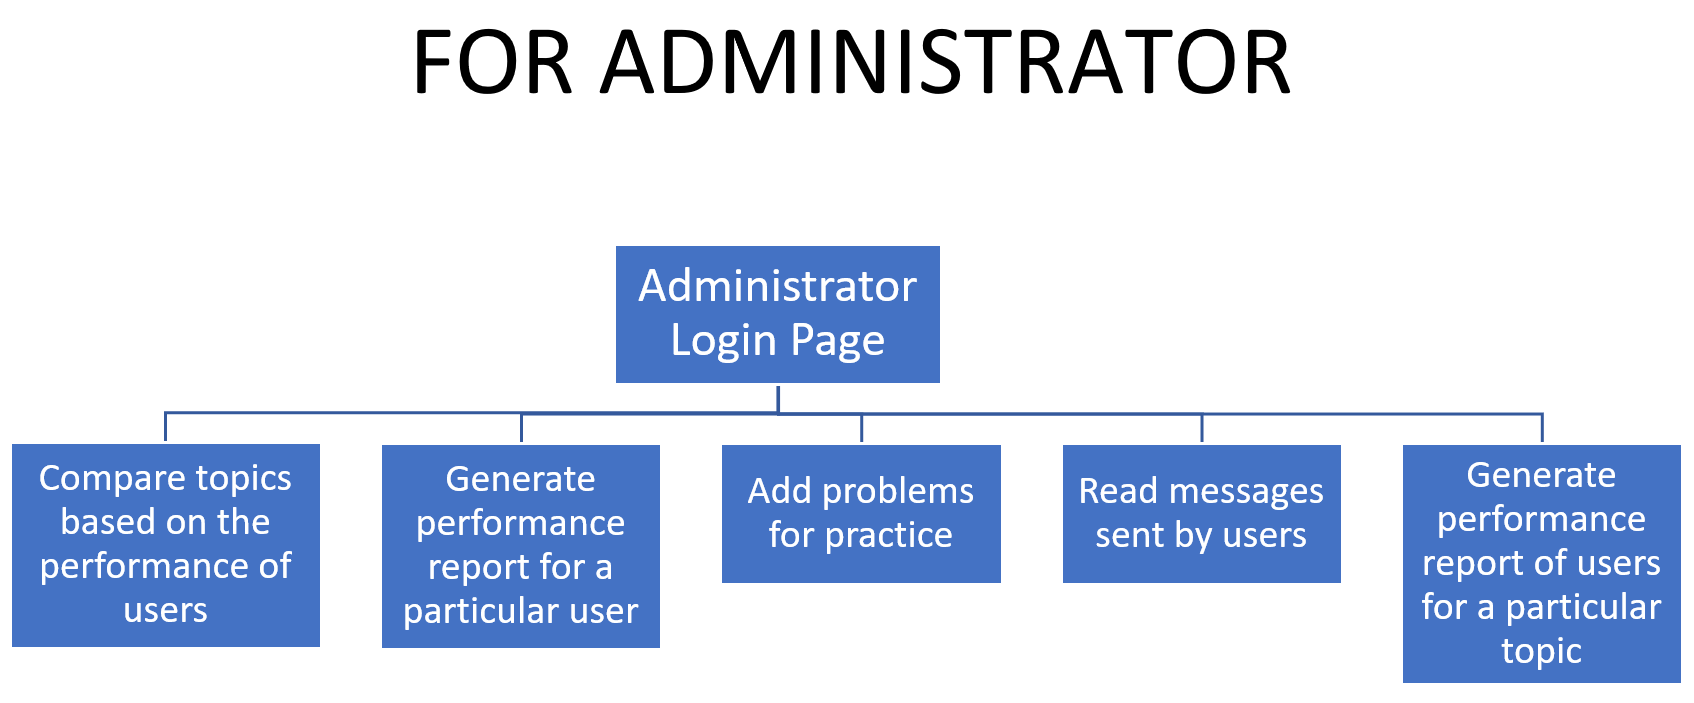 FOR ADMINISTRATOR
Administrator
Login Page
Compare topics
based on the
performance of
users
Generate
performance
report for a
particular user
Add problems
for practice
Read messages
sent by users
Generate
performance
report of users
for a particular
topic